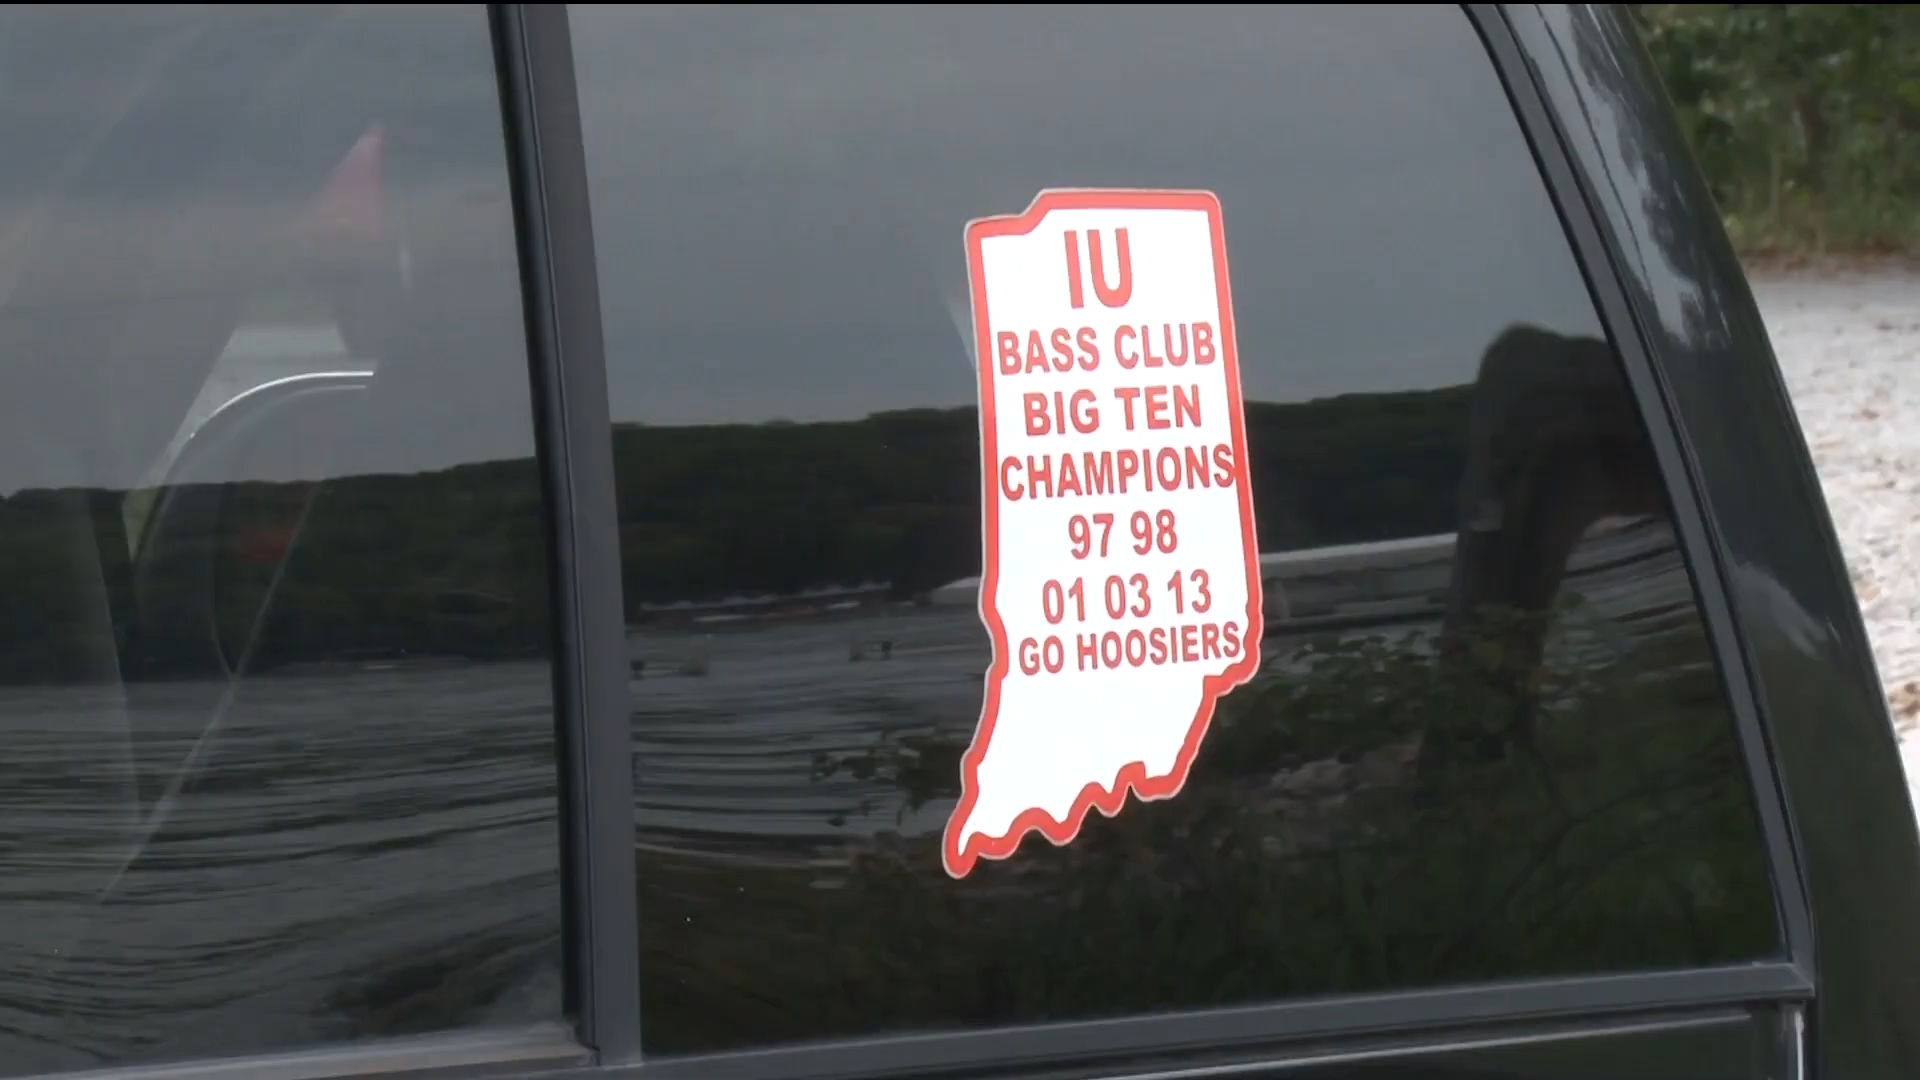 IU
BASS CLUB
BIG TEN
CHAMPIONS
97 98
01 03 13
GO HOOSIERS